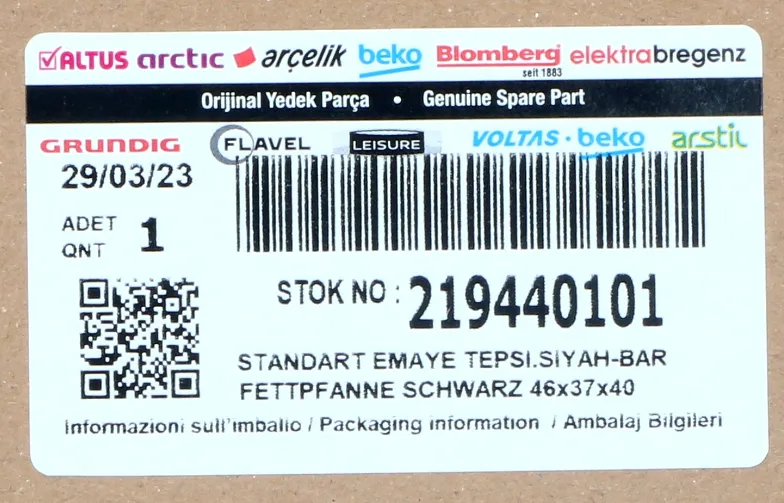 ALTUS arctic arçelik beko Blomberg elektrabregenz
seit 1883
Orijinal Yedek Parça • Genuine Spare Part
GRUNDIG FLAVEL LEISURE VOLTAS · beko arstil
29/03/23
ADET
QNT 1
STOK NO : 219440101
STANDART EMAYE TEPSI.SIYAH-BAR
FETTPFANNE SCHWARZ 46x37x40
Informazioni sull'imballo / Packaging information / Ambalaj Bilgileri